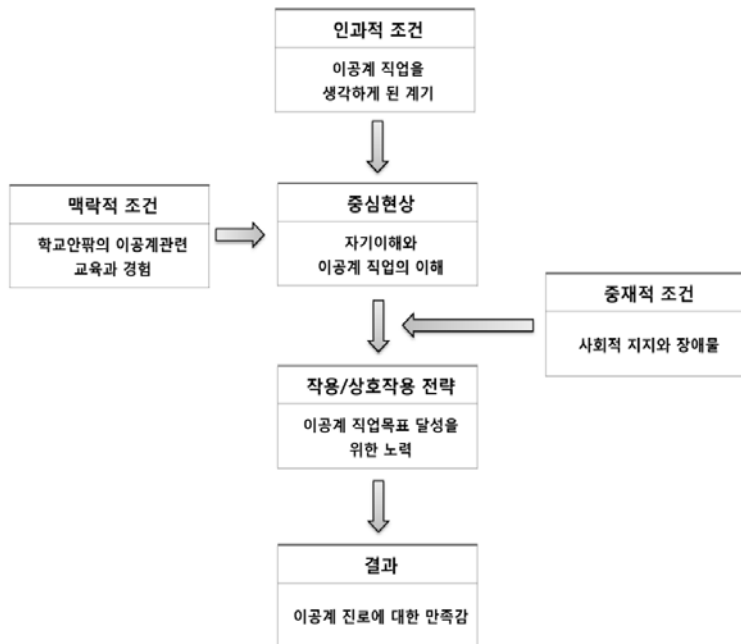 인과적 조건
이공계 직업을
생각하게 된 계기
맥락적 조건
학교안팎의 이공계관련
교육과 경험
중심현상
자기이해와
이공계 직업의 이해
중재적 조건
사회적 지지와 장애물
작용/상호작용 전략
이공계 직업목표 달성을
위한 노력
결과
이공계 진로에 대한 만족감